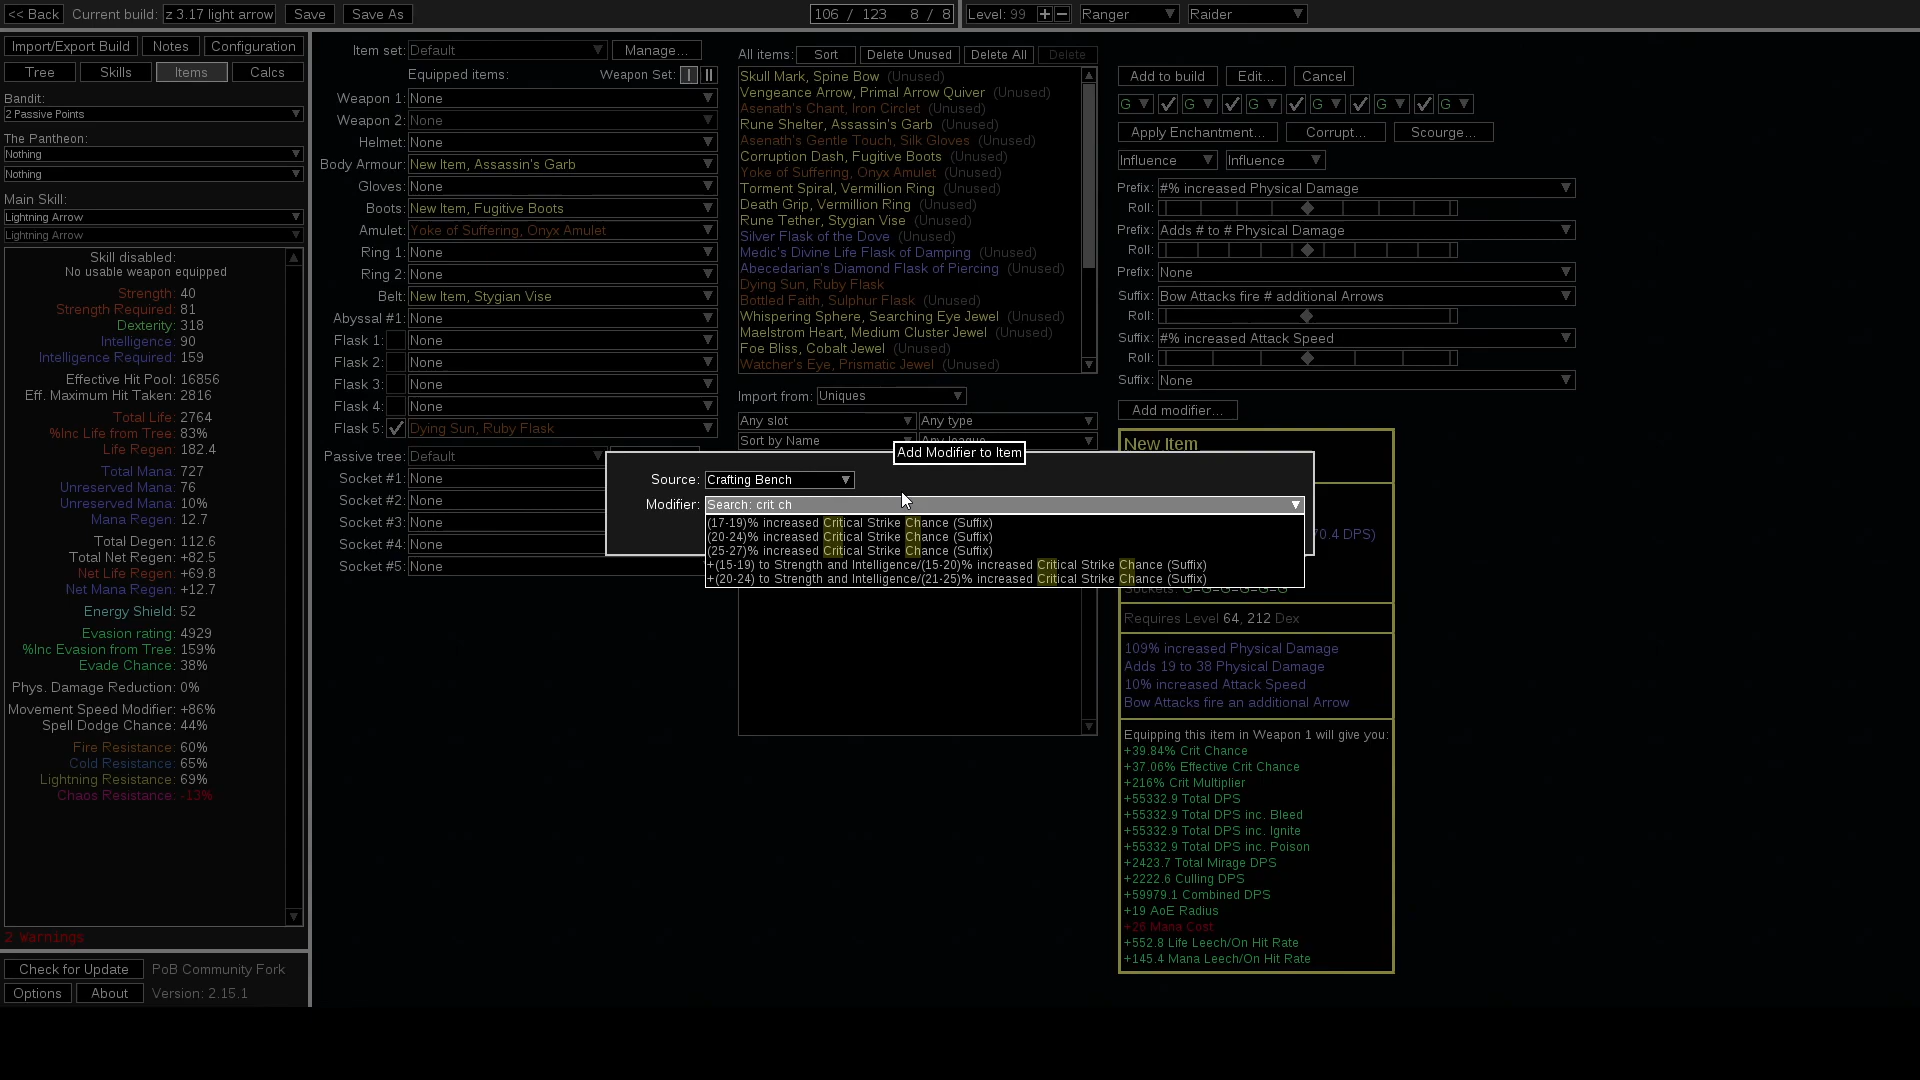 << Back Current build: z 3.17 light arrow Save Save As 106 / 123 8 / 8 Level: 99 + − Ranger Raider
Import/Export Build Notes Configuration
Tree Skills Items Calcs
Bandit:
2 Passive Points
The Pantheon:
Nothing
Nothing
Main Skill:
Lightning Arrow
Lightning Arrow
Skill disabled:
No usable weapon equipped
Strength: 40
Strength Required: 81
Dexterity: 318
Intelligence: 90
Intelligence Required: 159
Effective Hit Pool: 16856
Eff. Maximum Hit Taken: 2816
Total Life: 2764
%Inc Life from Tree: 83%
Life Regen: 182.4
Total Mana: 727
Unreserved Mana: 76
Unreserved Mana: 10%
Mana Regen: 12.7
Total Degen: 112.6
Total Net Regen: +82.5
Net Life Regen: +69.8
Net Mana Regen: +12.7
Energy Shield: 52
Evasion rating: 4929
%Inc Evasion from Tree: 159%
Evade Chance: 38%
Phys. Damage Reduction: 0%
Movement Speed Modifier: +86%
Spell Dodge Chance: 44%
Fire Resistance: 60%
Cold Resistance: 65%
Lightning Resistance: 69%
Chaos Resistance: -13%
2 Warnings
Check for Update PoB Community Fork
Options About Version: 2.15.1
Item set: Default Manage...
Equipped items: Weapon Set: I II
Weapon 1: None
Weapon 2: None
Helmet: None
Body Armour: New Item, Assassin's Garb
Gloves: None
Boots: New Item, Fugitive Boots
Amulet: Yoke of Suffering, Onyx Amulet
Ring 1: None
Ring 2: None
Belt: New Item, Stygian Vise
Abyssal #1: None
Flask 1: None
Flask 2: None
Flask 3: None
Flask 4: None
Flask 5: Dying Sun, Ruby Flask
Passive tree: Default
Socket #1: None
Socket #2: None
Socket #3: None
Socket #4: None
Socket #5: None
All items: Sort Delete Unused Delete All Delete
Skull Mark, Spine Bow (Unused)
Vengeance Arrow, Primal Arrow Quiver (Unused)
Asenath's Chant, Iron Circlet (Unused)
Rune Shelter, Assassin's Garb (Unused)
Asenath's Gentle Touch, Silk Gloves (Unused)
Corruption Dash, Fugitive Boots (Unused)
Yoke of Suffering, Onyx Amulet (Unused)
Torment Spiral, Vermillion Ring (Unused)
Death Grip, Vermillion Ring (Unused)
Rune Tether, Stygian Vise (Unused)
Silver Flask of the Dove (Unused)
Medic's Divine Life Flask of Damping (Unused)
Abecedarian's Diamond Flask of Piercing (Unused)
Dying Sun, Ruby Flask
Bottled Faith, Sulphur Flask (Unused)
Whispering Sphere, Searching Eye Jewel (Unused)
Maelstrom Heart, Medium Cluster Jewel (Unused)
Foe Bliss, Cobalt Jewel (Unused)
Watcher's Eye, Prismatic Jewel (Unused)
Import from: Uniques
Any slot Any type
Sort by Name Any league
Add Modifier to Item
Source: Crafting Bench
Modifier: Search: crit ch
(17-19)% increased Critical Strike Chance (Suffix)
(20-24)% increased Critical Strike Chance (Suffix)
(25-27)% increased Critical Strike Chance (Suffix)
+(15-19) to Strength and Intelligence/(15-20)% increased Critical Strike Chance (Suffix)
+(20-24) to Strength and Intelligence/(21-25)% increased Critical Strike Chance (Suffix)
Add to build Edit... Cancel
G G G G G G
Apply Enchantment... Corrupt... Scourge...
Influence Influence
Prefix: #% increased Physical Damage
Roll:
Prefix: Adds # to # Physical Damage
Roll:
Prefix: None
Suffix: Bow Attacks fire # additional Arrows
Roll:
Suffix: #% increased Attack Speed
Roll:
Suffix: None
Add modifier...
New Item
70.4 DPS)
Sockets: G=G=G=G=G=G
Requires Level 64, 212 Dex
109% increased Physical Damage
Adds 19 to 38 Physical Damage
10% increased Attack Speed
Bow Attacks fire an additional Arrow
Equipping this item in Weapon 1 will give you:
+39.84% Crit Chance
+37.06% Effective Crit Chance
+216% Crit Multiplier
+55332.9 Total DPS
+55332.9 Total DPS inc. Bleed
+55332.9 Total DPS inc. Ignite
+55332.9 Total DPS inc. Poison
+2423.7 Total Mirage DPS
+2222.6 Culling DPS
+59979.1 Combined DPS
+19 AoE Radius
+26 Mana Cost
+552.8 Life Leech/On Hit Rate
+145.4 Mana Leech/On Hit Rate